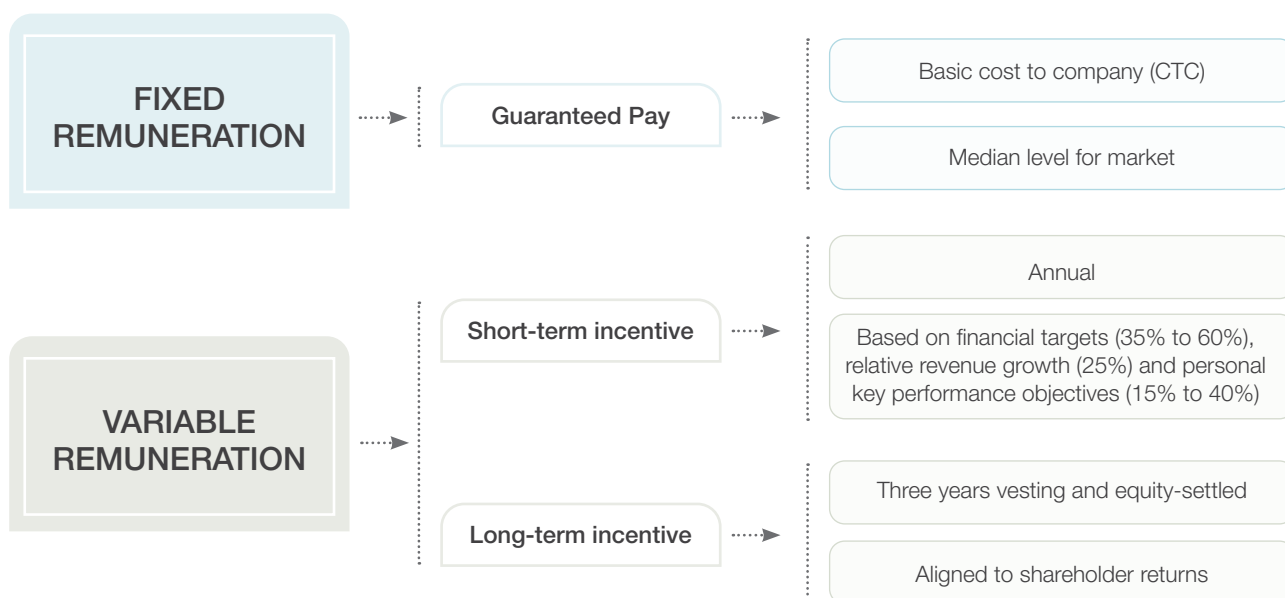 FIXED
REMUNERATION
Guaranteed Pay
Basic cost to company (CTC)
Median level for market
VARIABLE
REMUNERATION
Short-term incentive
Annual
Based on financial targets (35% to 60%),
relative revenue growth (25%) and personal
key performance objectives (15% to 40%)
Long-term incentive
Three years vesting and equity-settled
Aligned to shareholder returns